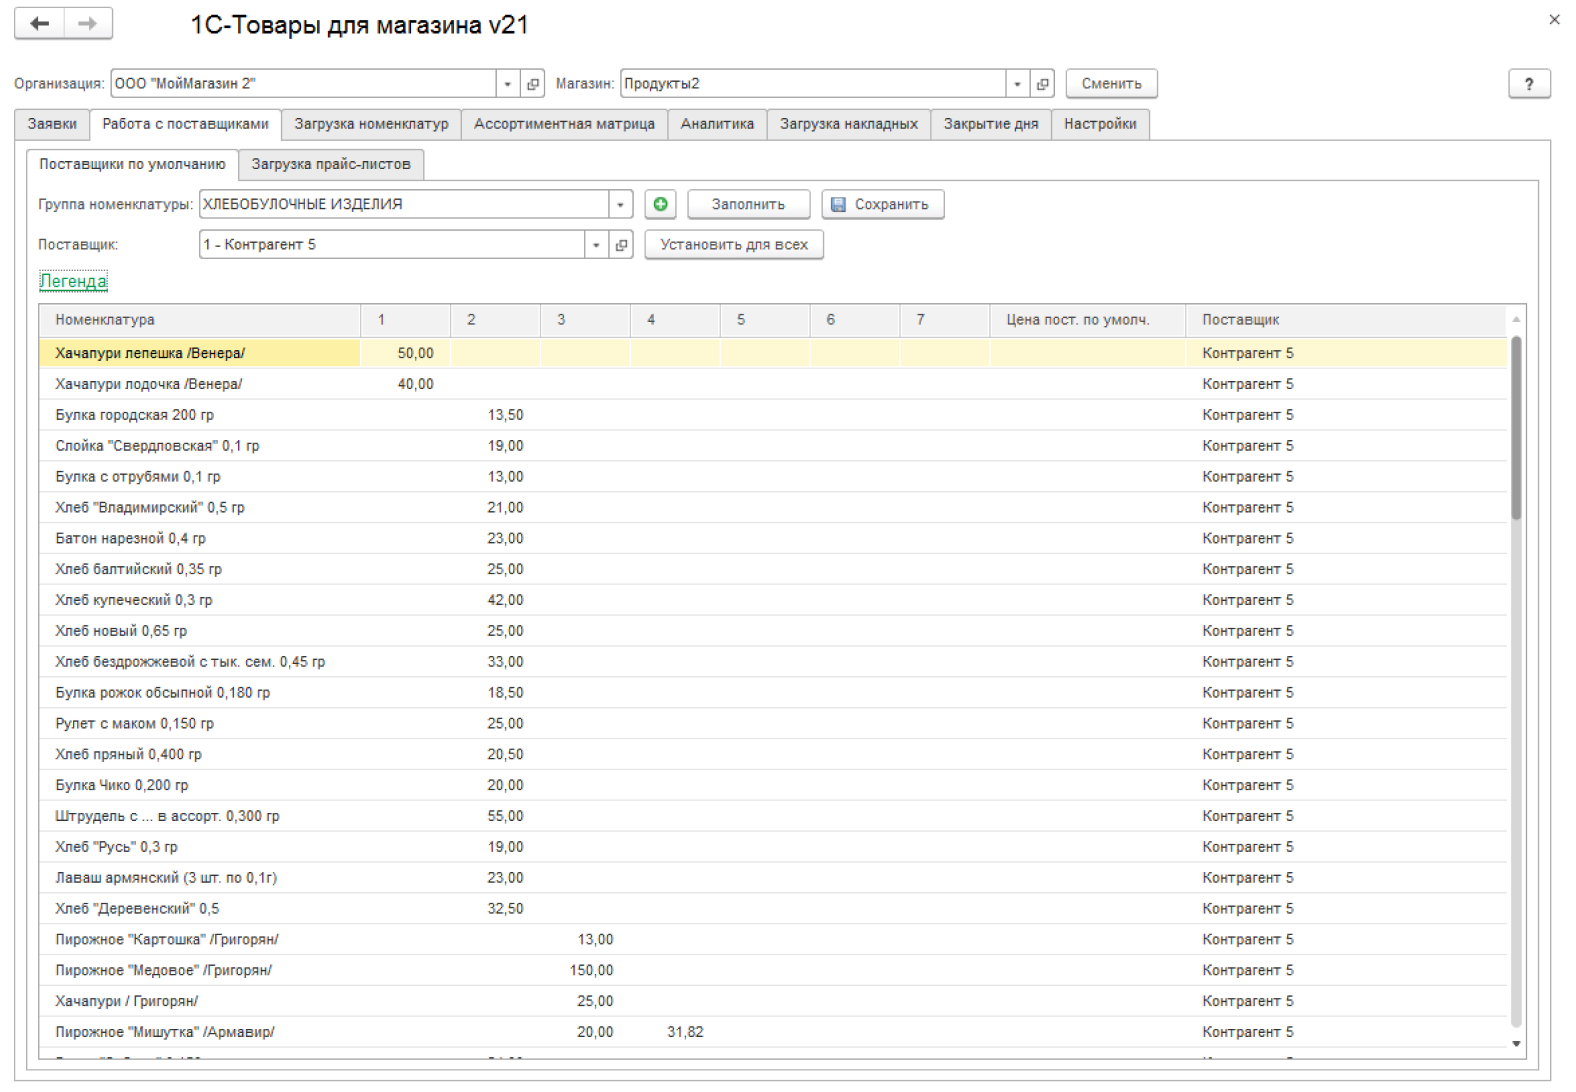 1С-Товары для магазина v21
Организация: ООО "МойМагазин 2" Магазин: Продукты2 Сменить ?
Заявки Работа с поставщиками Загрузка номенклатур Ассортиментная матрица Аналитика Загрузка накладных Закрытие дня Настройки
Поставщики по умолчанию Загрузка прайс-листов
Группа номенклатуры: ХЛЕБОБУЛОЧНЫЕ ИЗДЕЛИЯ Заполнить Сохранить
Поставщик: 1 - Контрагент 5 Установить для всех
Легенда
Номенклатура 1 2 3 4 5 6 7 Цена пост. по умолч. Поставщик
Хачапури лепешка /Венера/ 50,00 Контрагент 5
Хачапури лодочка /Венера/ 40,00 Контрагент 5
Булка городская 200 гр 13,50 Контрагент 5
Слойка "Свердловская" 0,1 гр 19,00 Контрагент 5
Булка с отрубями 0,1 гр 13,00 Контрагент 5
Хлеб "Владимирский" 0,5 гр 21,00 Контрагент 5
Батон нарезной 0,4 гр 23,00 Контрагент 5
Хлеб балтийский 0,35 гр 25,00 Контрагент 5
Хлеб купеческий 0,3 гр 42,00 Контрагент 5
Хлеб новый 0,65 гр 25,00 Контрагент 5
Хлеб бездрожжевой с тык. сем. 0,45 гр 33,00 Контрагент 5
Булка рожок обсыпной 0,180 гр 18,50 Контрагент 5
Рулет с маком 0,150 гр 25,00 Контрагент 5
Хлеб пряный 0,400 гр 20,50 Контрагент 5
Булка Чико 0,200 гр 20,00 Контрагент 5
Штрудель с ... в ассорт. 0,300 гр 55,00 Контрагент 5
Хлеб "Русь" 0,3 гр 19,00 Контрагент 5
Лаваш армянский (3 шт. по 0,1г) 23,00 Контрагент 5
Хлеб "Деревенский" 0,5 32,50 Контрагент 5
Пирожное "Картошка" /Григорян/ 13,00 Контрагент 5
Пирожное "Медовое" /Григорян/ 150,00 Контрагент 5
Хачапури / Григорян/ 25,00 Контрагент 5
Пирожное "Мишутка" /Армавир/ 20,00 31,82 Контрагент 5